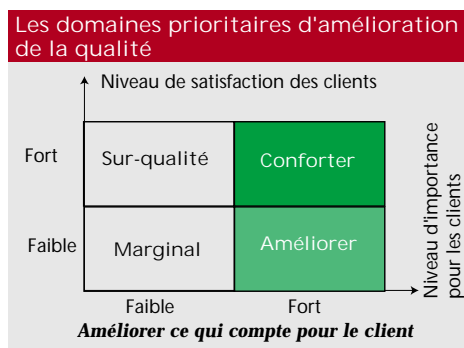 Les domaines prioritaires d'amélioration
de la qualité
Niveau de satisfaction des clients
Fort
Sur-qualité
Conforter
Faible
Marginal
Améliorer
Niveau d'importance
pour les clients
Faible
Fort
Améliorer ce qui compte pour le client